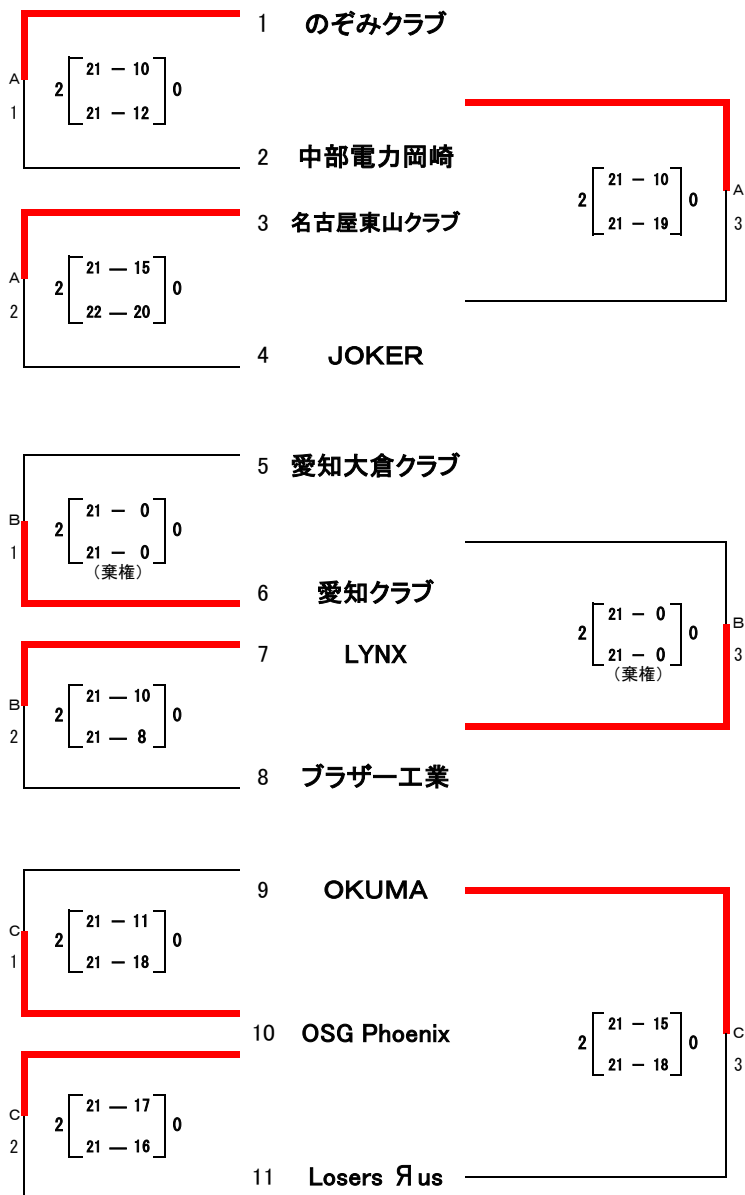 1 のぞみクラブ
A
1
2 21 － 10 0
21 － 12
2 中部電力岡崎
3 名古屋東山クラブ
A
3
2 21 － 10 0
21 － 19
A
2
2 21 ― 15 0
22 ― 20
4 JOKER
5 愛知大倉クラブ
B
1
2 21 － 0 0
21 － 0
（棄権）
6 愛知クラブ
B
3
2 21 － 0 0
21 － 0
（棄権）
7 LYNX
B
2
2 21 ― 10 0
21 ― 8
8 ブラザー工業
9 OKUMA
C
1
2 21 － 11 0
21 － 18
10 OSG Phoenix
C
3
2 21 － 15 0
21 － 18
C
2
2 21 ― 17 0
21 ― 16
11 Losers Я us